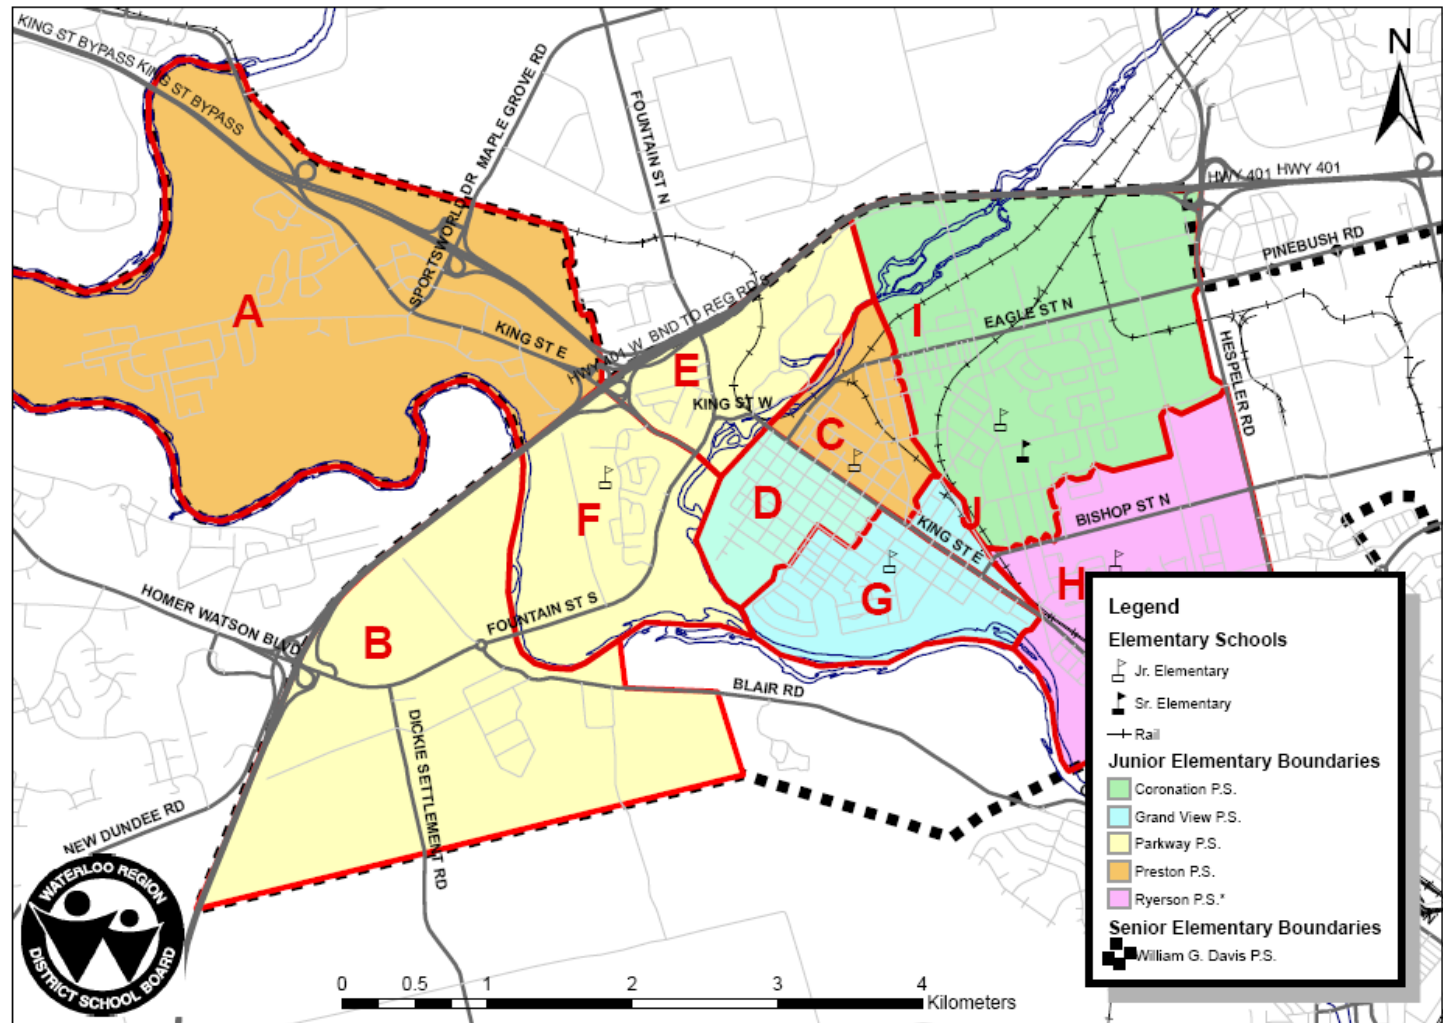 KING ST BYPASS KING ST BYPASS
MAPLE GROVE RD
SPORTSWORLD DR
FOUNTAIN ST N
N
HWY 401 HWY 401
PINEBUSH RD
A
KING ST E
HWY 401 W BND TO REG RD S
E
KING ST W
I
EAGLE ST N
HESPELER RD
C
D
F
J
KING ST E
BISHOP ST N
G
H
HOMER WATSON BLVD
B
FOUNTAIN ST S
BLAIR RD
DICKIE SETTLEMENT RD
NEW DUNDEE RD
WATERLOO REGION
DISTRICT SCHOOL BOARD
0 0.5 1 2 3 4
Kilometers
Legend
Elementary Schools
Jr. Elementary
Sr. Elementary
Rail
Junior Elementary Boundaries
Coronation P.S.
Grand View P.S.
Parkway P.S.
Preston P.S.
Ryerson P.S.*
Senior Elementary Boundaries
William G. Davis P.S.